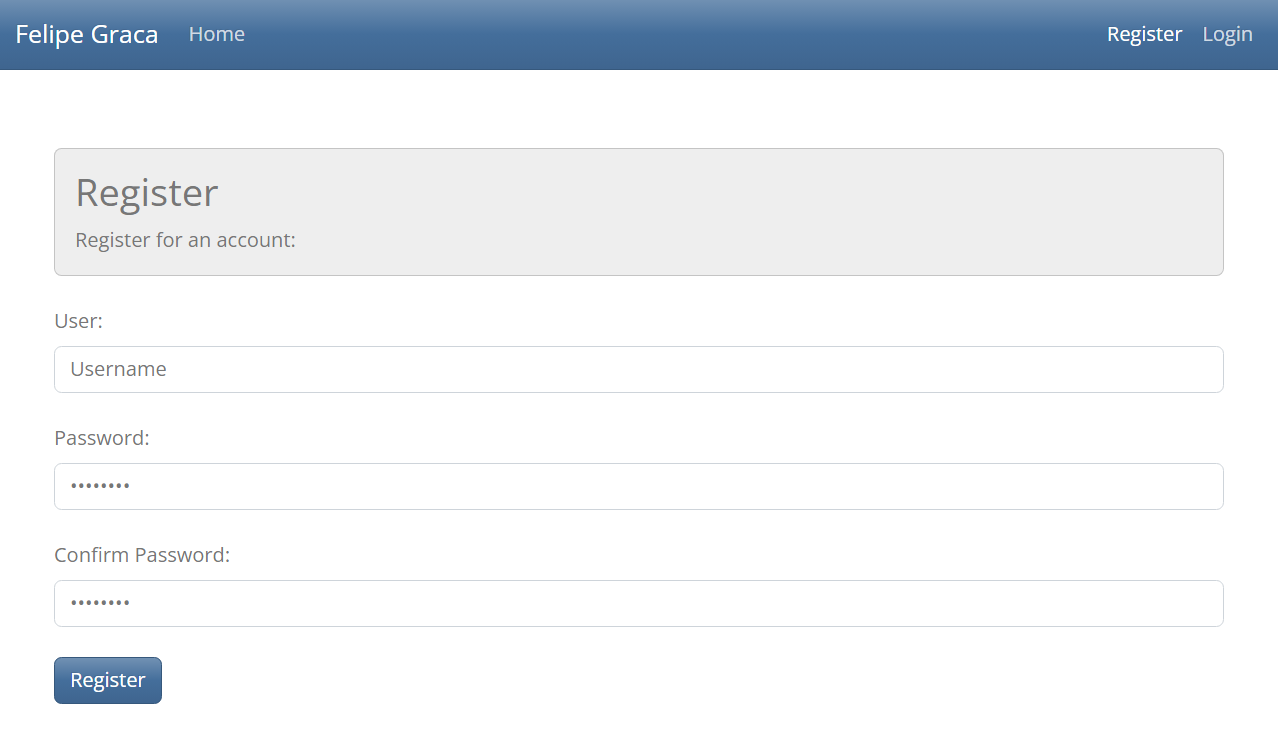 Felipe Graca Home Register Login
Register
Register for an account:
User:
Username
Password:
••••••••
Confirm Password:
••••••••
Register